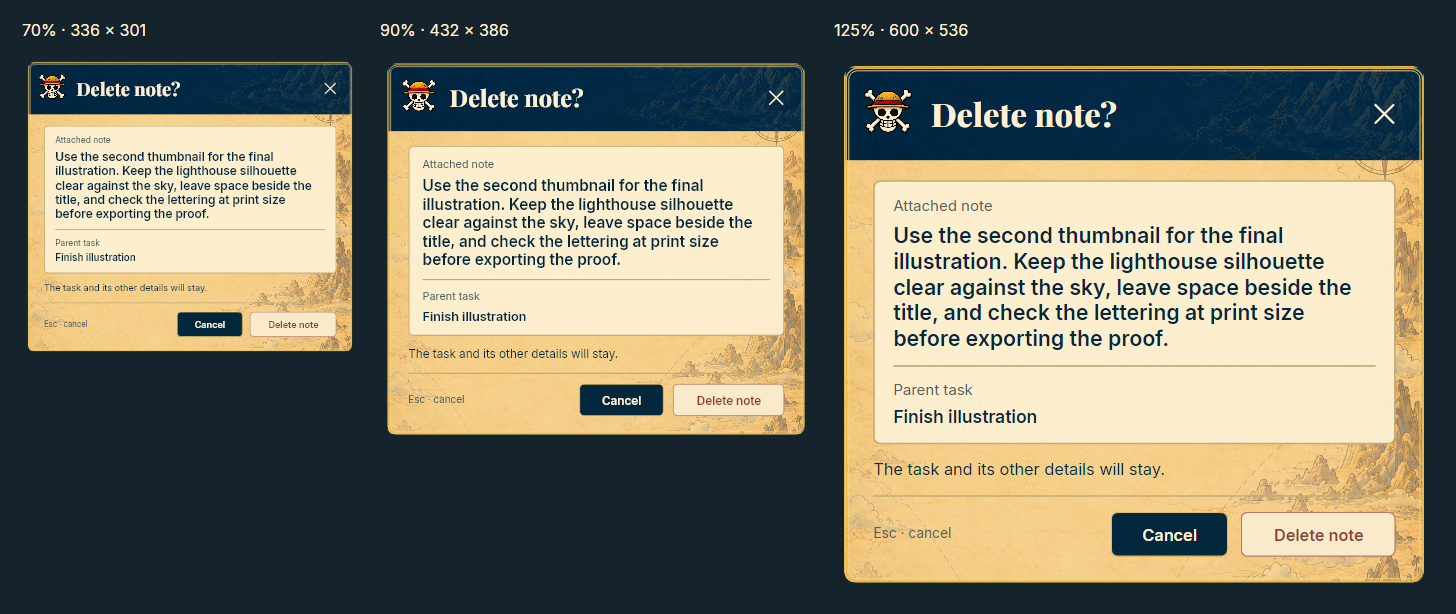 70% · 336 × 301
Delete note?
Attached note
Use the second thumbnail for the final
illustration. Keep the lighthouse silhouette
clear against the sky, leave space beside the
title, and check the lettering at print size
before exporting the proof.
Parent task
Finish illustration
The task and its other details will stay.
Esc · cancel
Cancel
Delete note
90% · 432 × 386
Delete note?
Attached note
Use the second thumbnail for the final
illustration. Keep the lighthouse silhouette
clear against the sky, leave space beside the
title, and check the lettering at print size
before exporting the proof.
Parent task
Finish illustration
The task and its other details will stay.
Esc · cancel
Cancel
Delete note
125% · 600 × 536
Delete note?
Attached note
Use the second thumbnail for the final
illustration. Keep the lighthouse silhouette
clear against the sky, leave space beside the
title, and check the lettering at print size
before exporting the proof.
Parent task
Finish illustration
The task and its other details will stay.
Esc · cancel
Cancel
Delete note